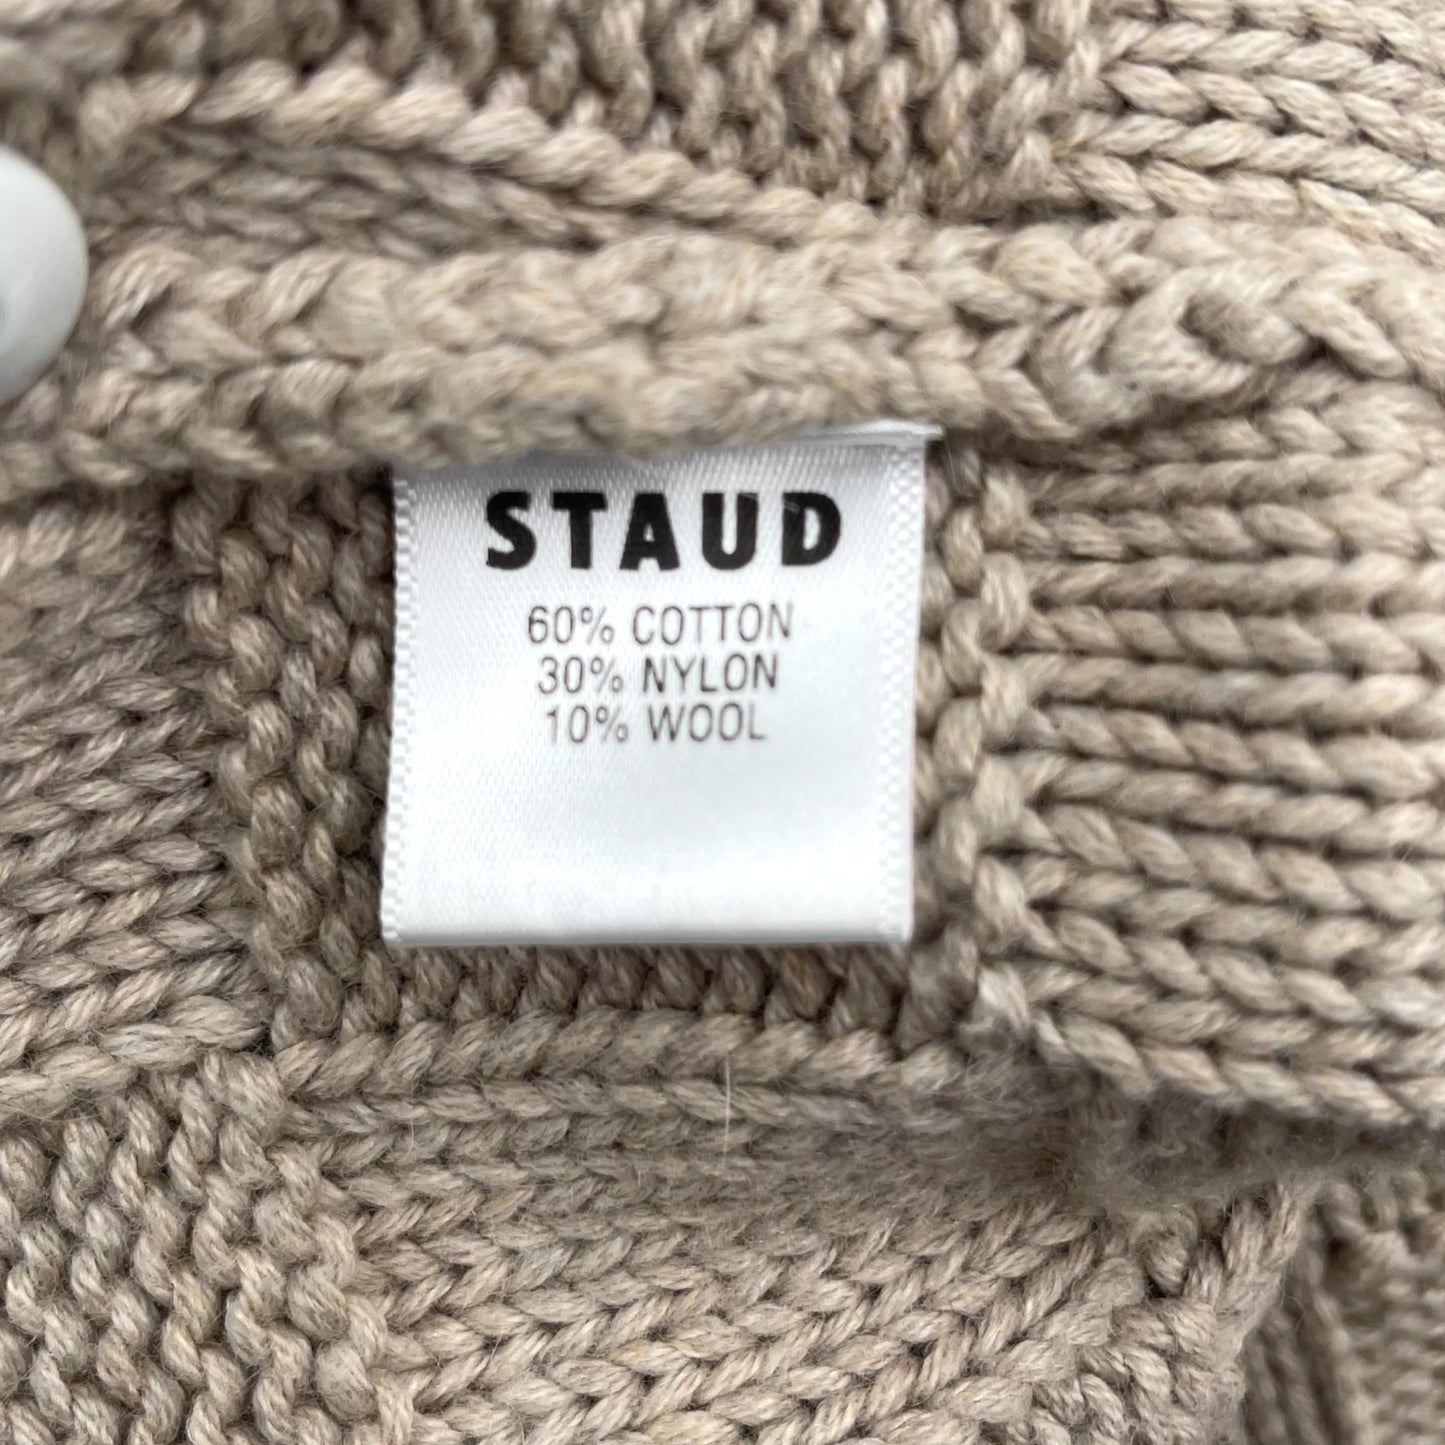 STAUD
60% COTTON
30% NYLON
10% WOOL